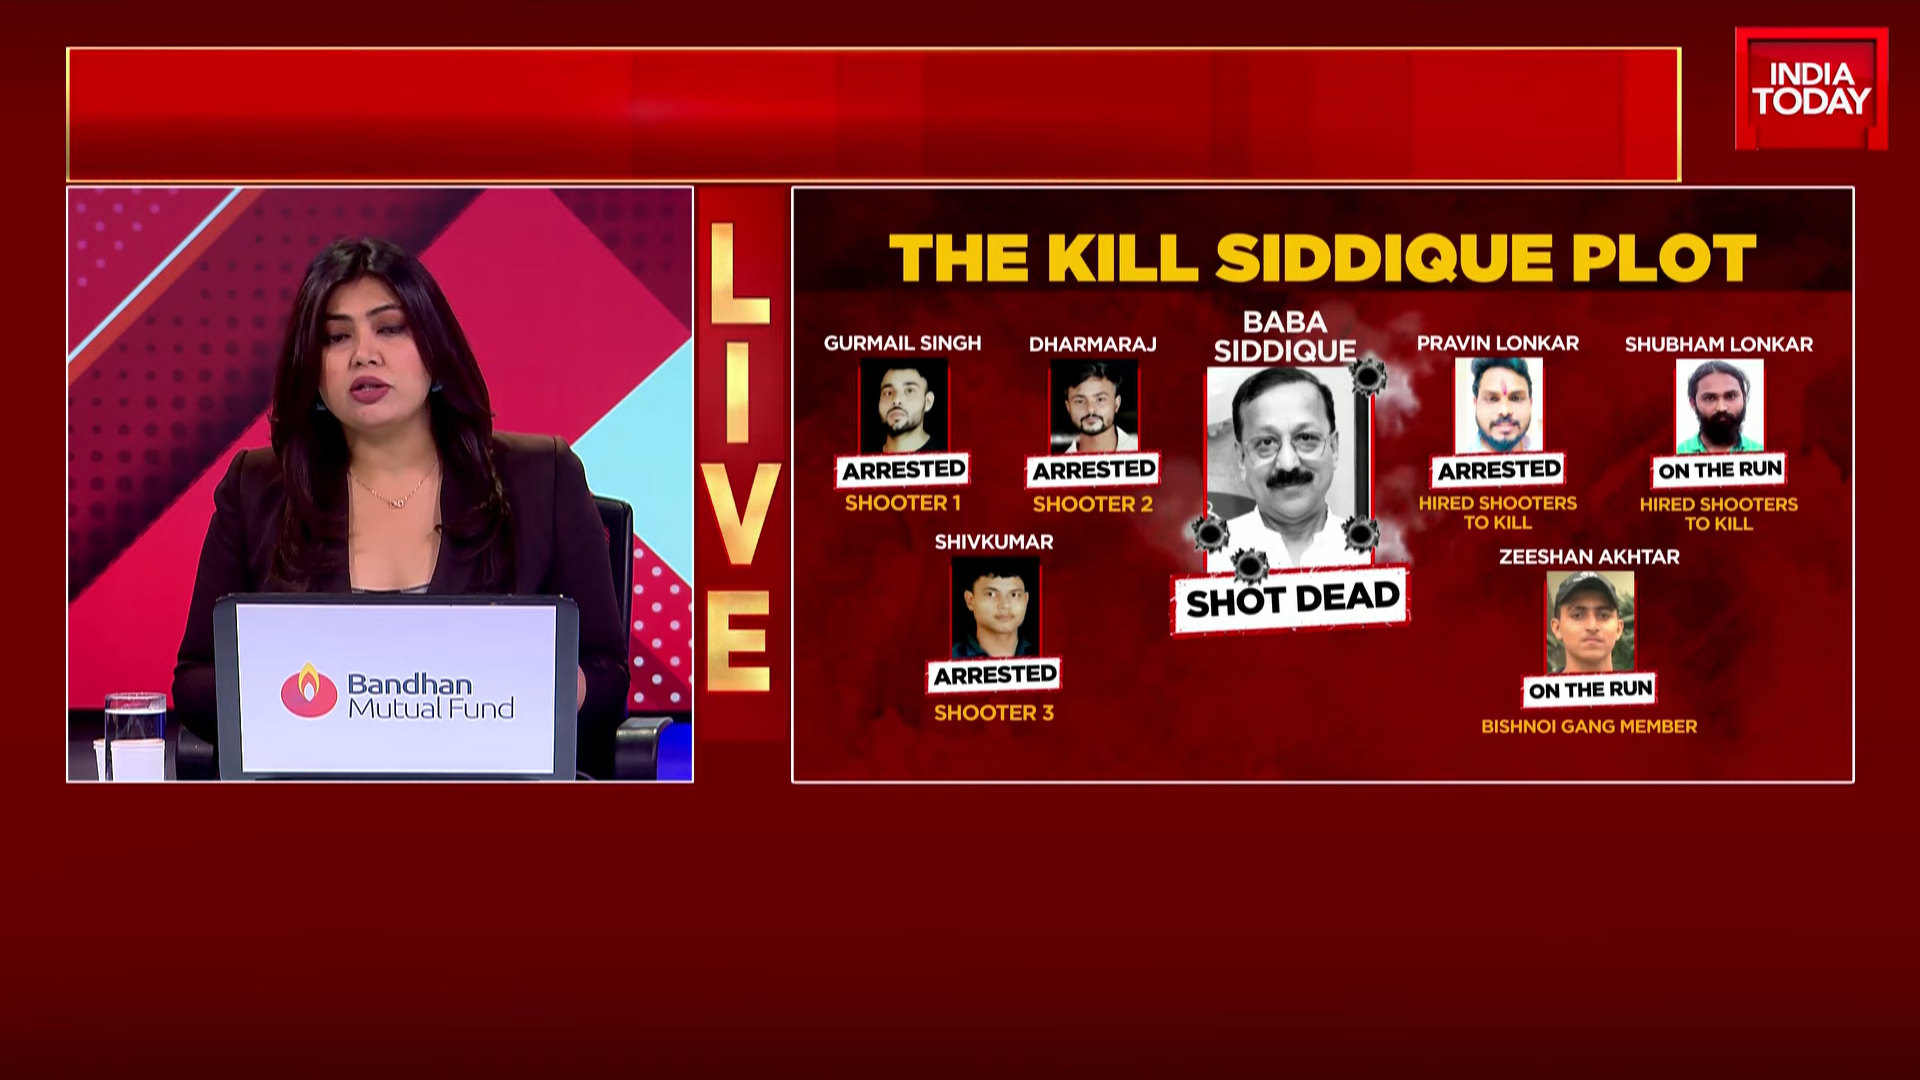 INDIA
TODAY
LIVE
THE KILL SIDDIQUE PLOT
GURMAIL SINGH
ARRESTED
SHOOTER 1
DHARMARAJ
ARRESTED
SHOOTER 2
BABA
SIDDIQUE
SHOT DEAD
PRAVIN LONKAR
ARRESTED
HIRED SHOOTERS
TO KILL
SHUBHAM LONKAR
ON THE RUN
HIRED SHOOTERS
TO KILL
SHIVKUMAR
ARRESTED
SHOOTER 3
ZEESHAN AKHTAR
ON THE RUN
BISHNOI GANG MEMBER
Bandhan
Mutual Fund